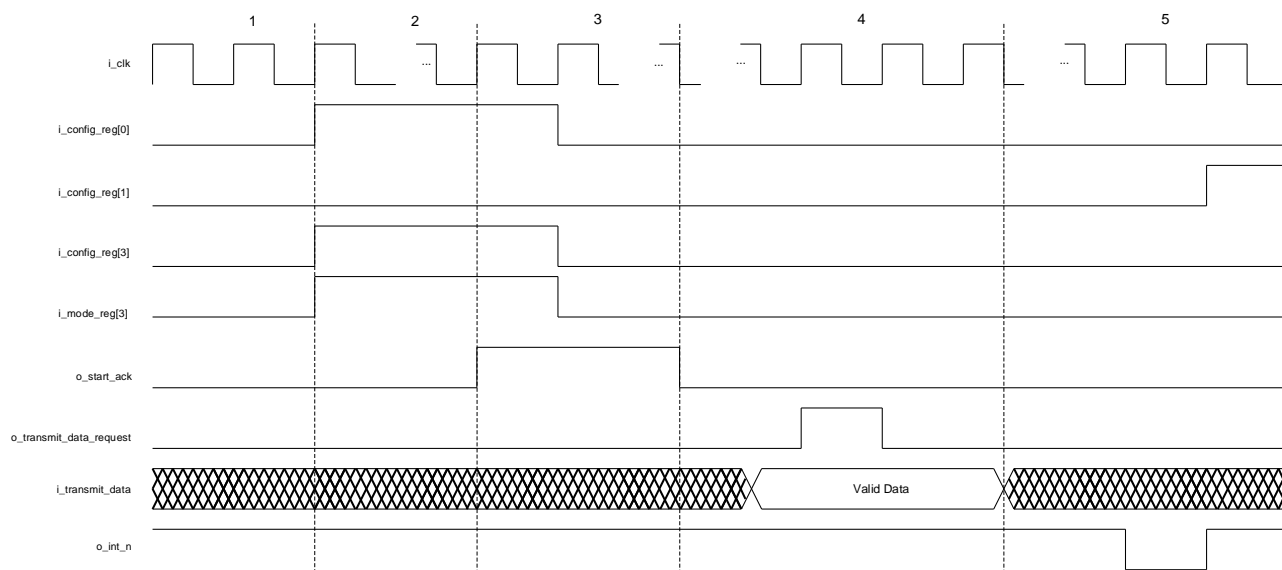 1 2 3 4 5
i_clk ... ... ... ...
i_config_reg[0]
i_config_reg[1]
i_config_reg[3]
i_mode_reg[3]
o_start_ack
o_transmit_data_request
i_transmit_data Valid Data
o_int_n